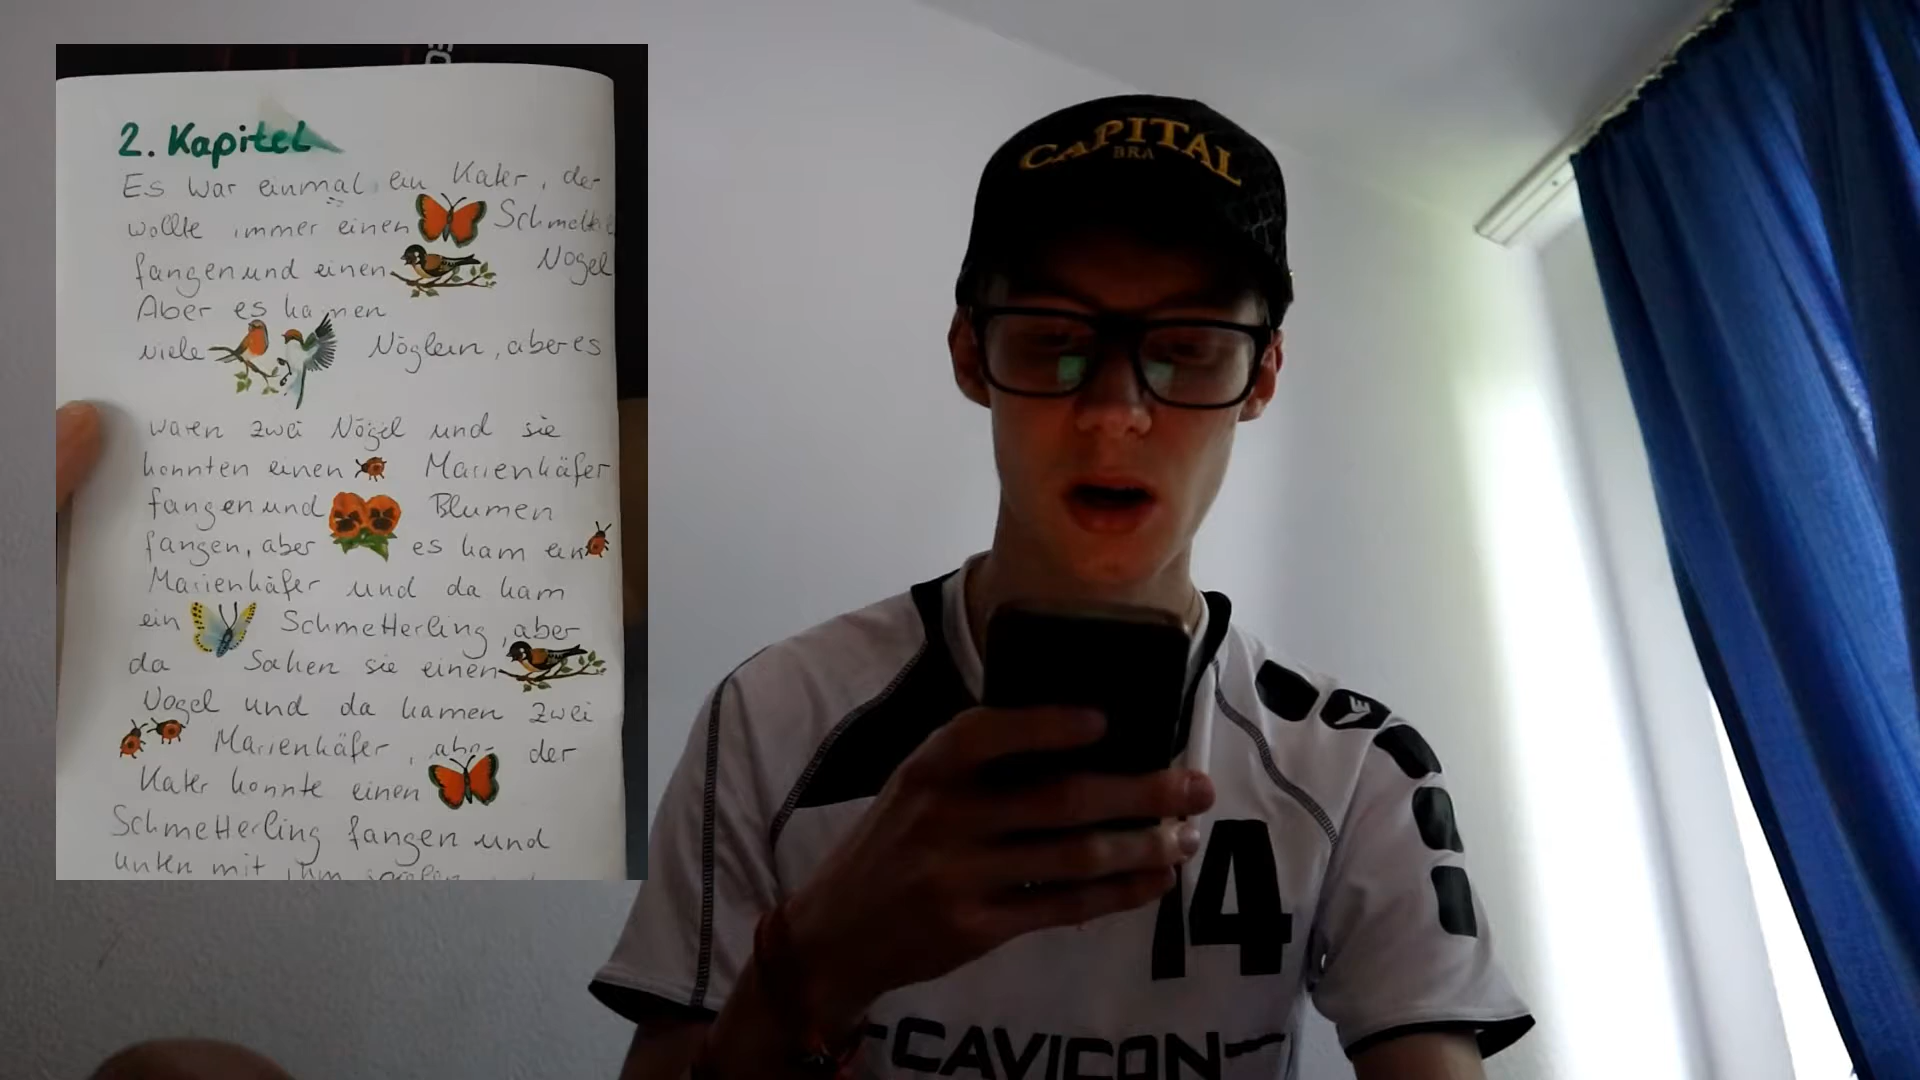 2. Kapitel
Es war einmal ein Kater, der
wollte immer einen
fangen und einen Vogel
Aber es kamen
viele Vöglein, aber es
waren zwei Vögel und sie
konnten einen Marienkäfer
fangen und Blumen
fangen, aber es kam ein
Marienkäfer und da kam
ein Schmetterling, aber
da Sahen sie einen
Vogel und da kamen zwei
Marienkäfer, aber der
Kater konnte einen
Schmetterling fangen und
unten mit ihm
CAPITAL
BRA
14
CAVICON